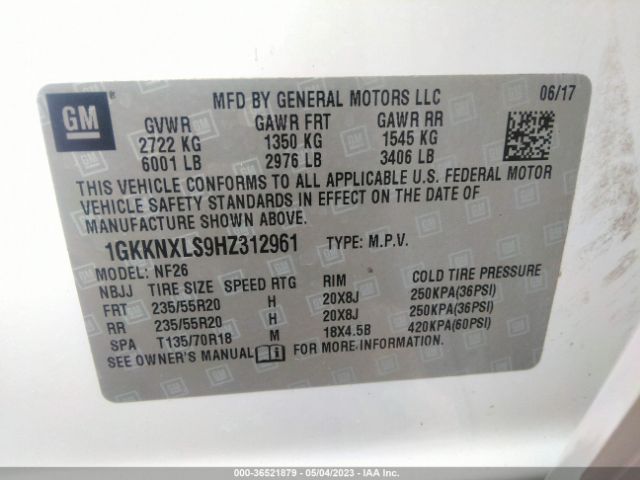 GM
MFD BY GENERAL MOTORS LLC 06/17
GVWR GAWR FRT GAWR RR
2722 KG 1350 KG 1545 KG
6001 LB 2976 LB 3406 LB
THIS VEHICLE CONFORMS TO ALL APPLICABLE U.S. FEDERAL MOTOR
VEHICLE SAFETY STANDARDS IN EFFECT ON THE DATE OF
MANUFACTURE SHOWN ABOVE.
1GKKNXLS9HZ312961 TYPE: M.P.V.
MODEL: NF26
NBJJ TIRE SIZE SPEED RTG RIM COLD TIRE PRESSURE
FRT 235/55R20 H 20X8J 250KPA(36PSI)
RR 235/55R20 H 20X8J 250KPA(36PSI)
SPA T135/70R18 M 18X4.5B 420KPA(60PSI)
SEE OWNER'S MANUAL FOR MORE INFORMATION.
000-36521879 - 05/04/2023 - IAA Inc.